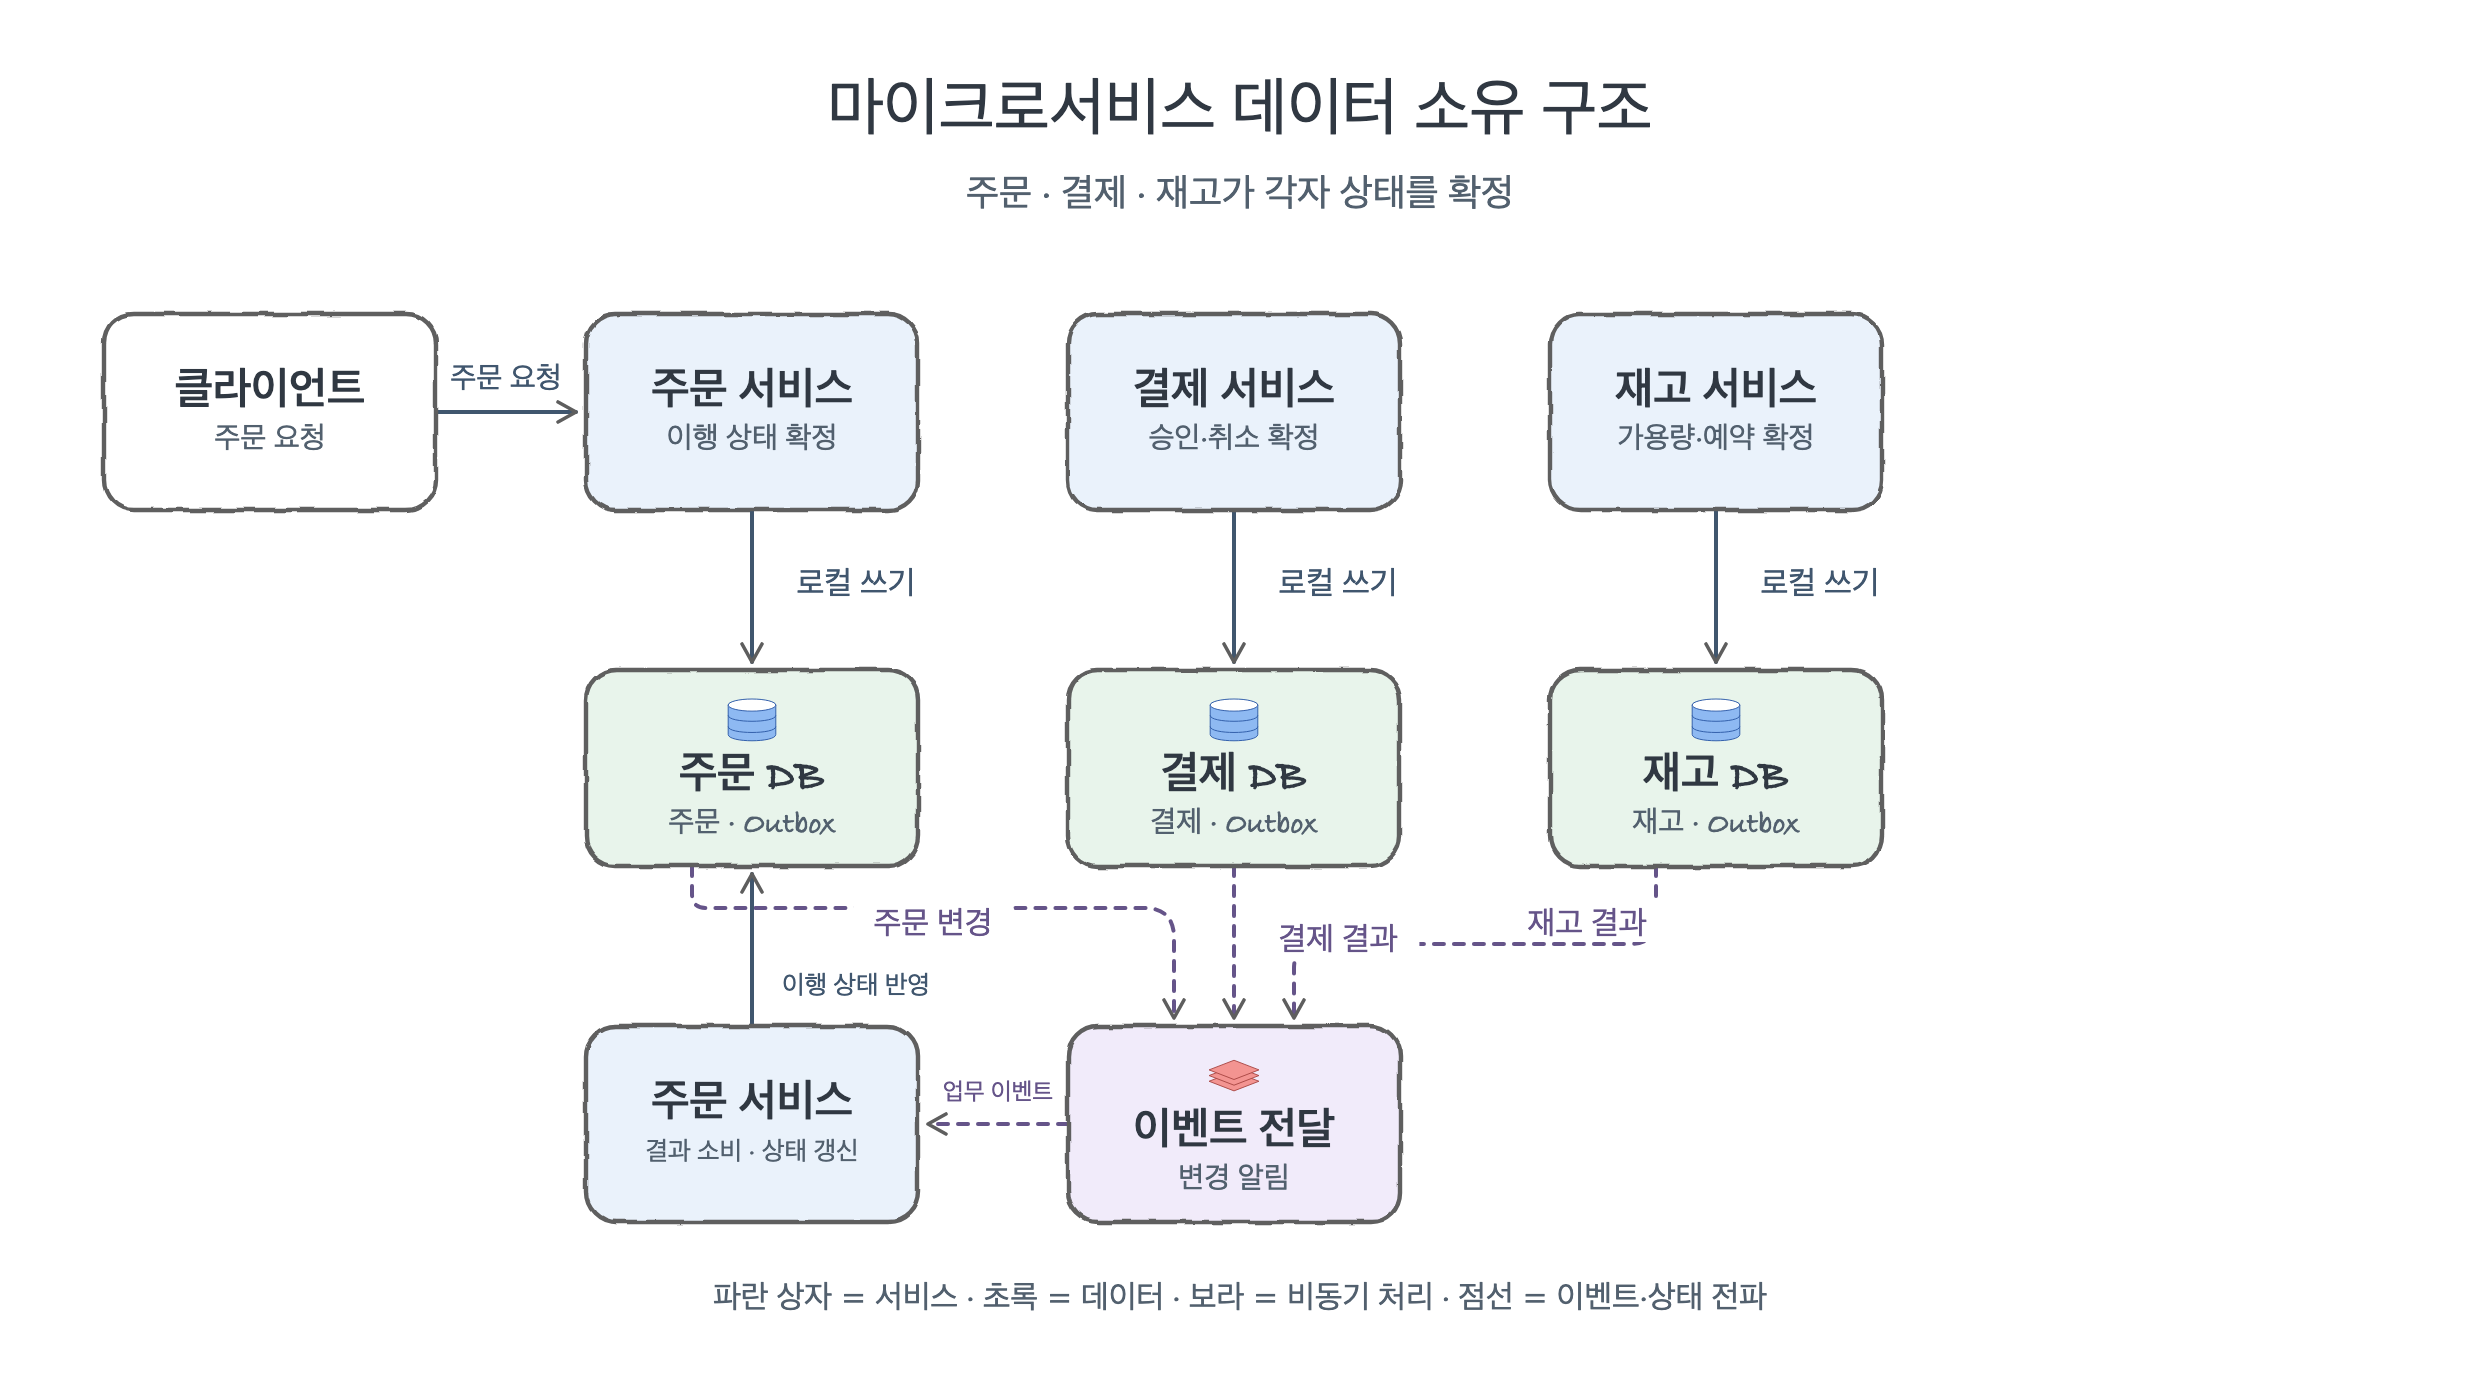 마이크로서비스 데이터 소유 구조
주문 · 결제 · 재고가 각자 상태를 확정
클라이언트
주문 요청
주문 요청
주문 서비스
이행 상태 확정
결제 서비스
승인·취소 확정
재고 서비스
가용량·예약 확정
로컬 쓰기
로컬 쓰기
로컬 쓰기
주문 DB
주문 · Outbox
결제 DB
결제 · Outbox
재고 DB
재고 · Outbox
주문 변경
결제 결과
재고 결과
이행 상태 반영
주문 서비스
결과 소비 · 상태 갱신
업무 이벤트
이벤트 전달
변경 알림
파란 상자 = 서비스 · 초록 = 데이터 · 보라 = 비동기 처리 · 점선 = 이벤트·상태 전파